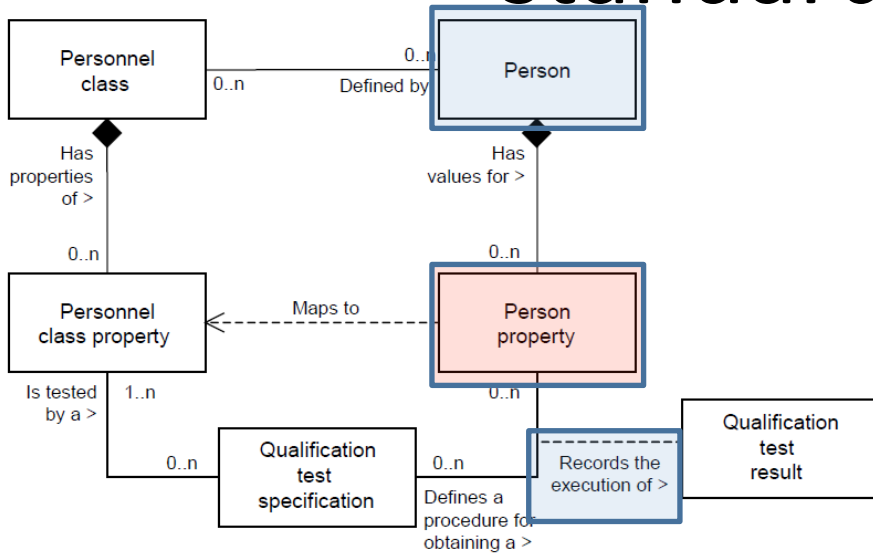 Personnel
class
0..n
0..n
Defined by
Person
Has
properties
of >
Has
values for >
0..n
0..n
Personnel
class property
Maps to
Person
property
Is tested
by a >
1..n
0..n
0..n
Qualification
test
specification
0..n
Defines a
procedure for
obtaining a >
Records the
execution of >
Qualification
test
result